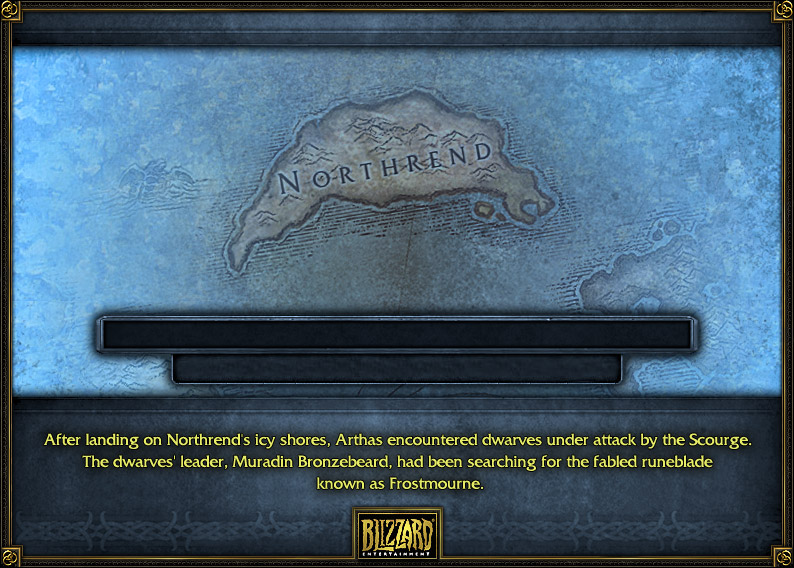 NORTHREND
After landing on Northrend's icy shores, Arthas encountered dwarves under attack by the Scourge.
The dwarves' leader, Muradin Bronzebeard, had been searching for the fabled runeblade
known as Frostmourne.
BLIZZARD
ENTERTAINMENT